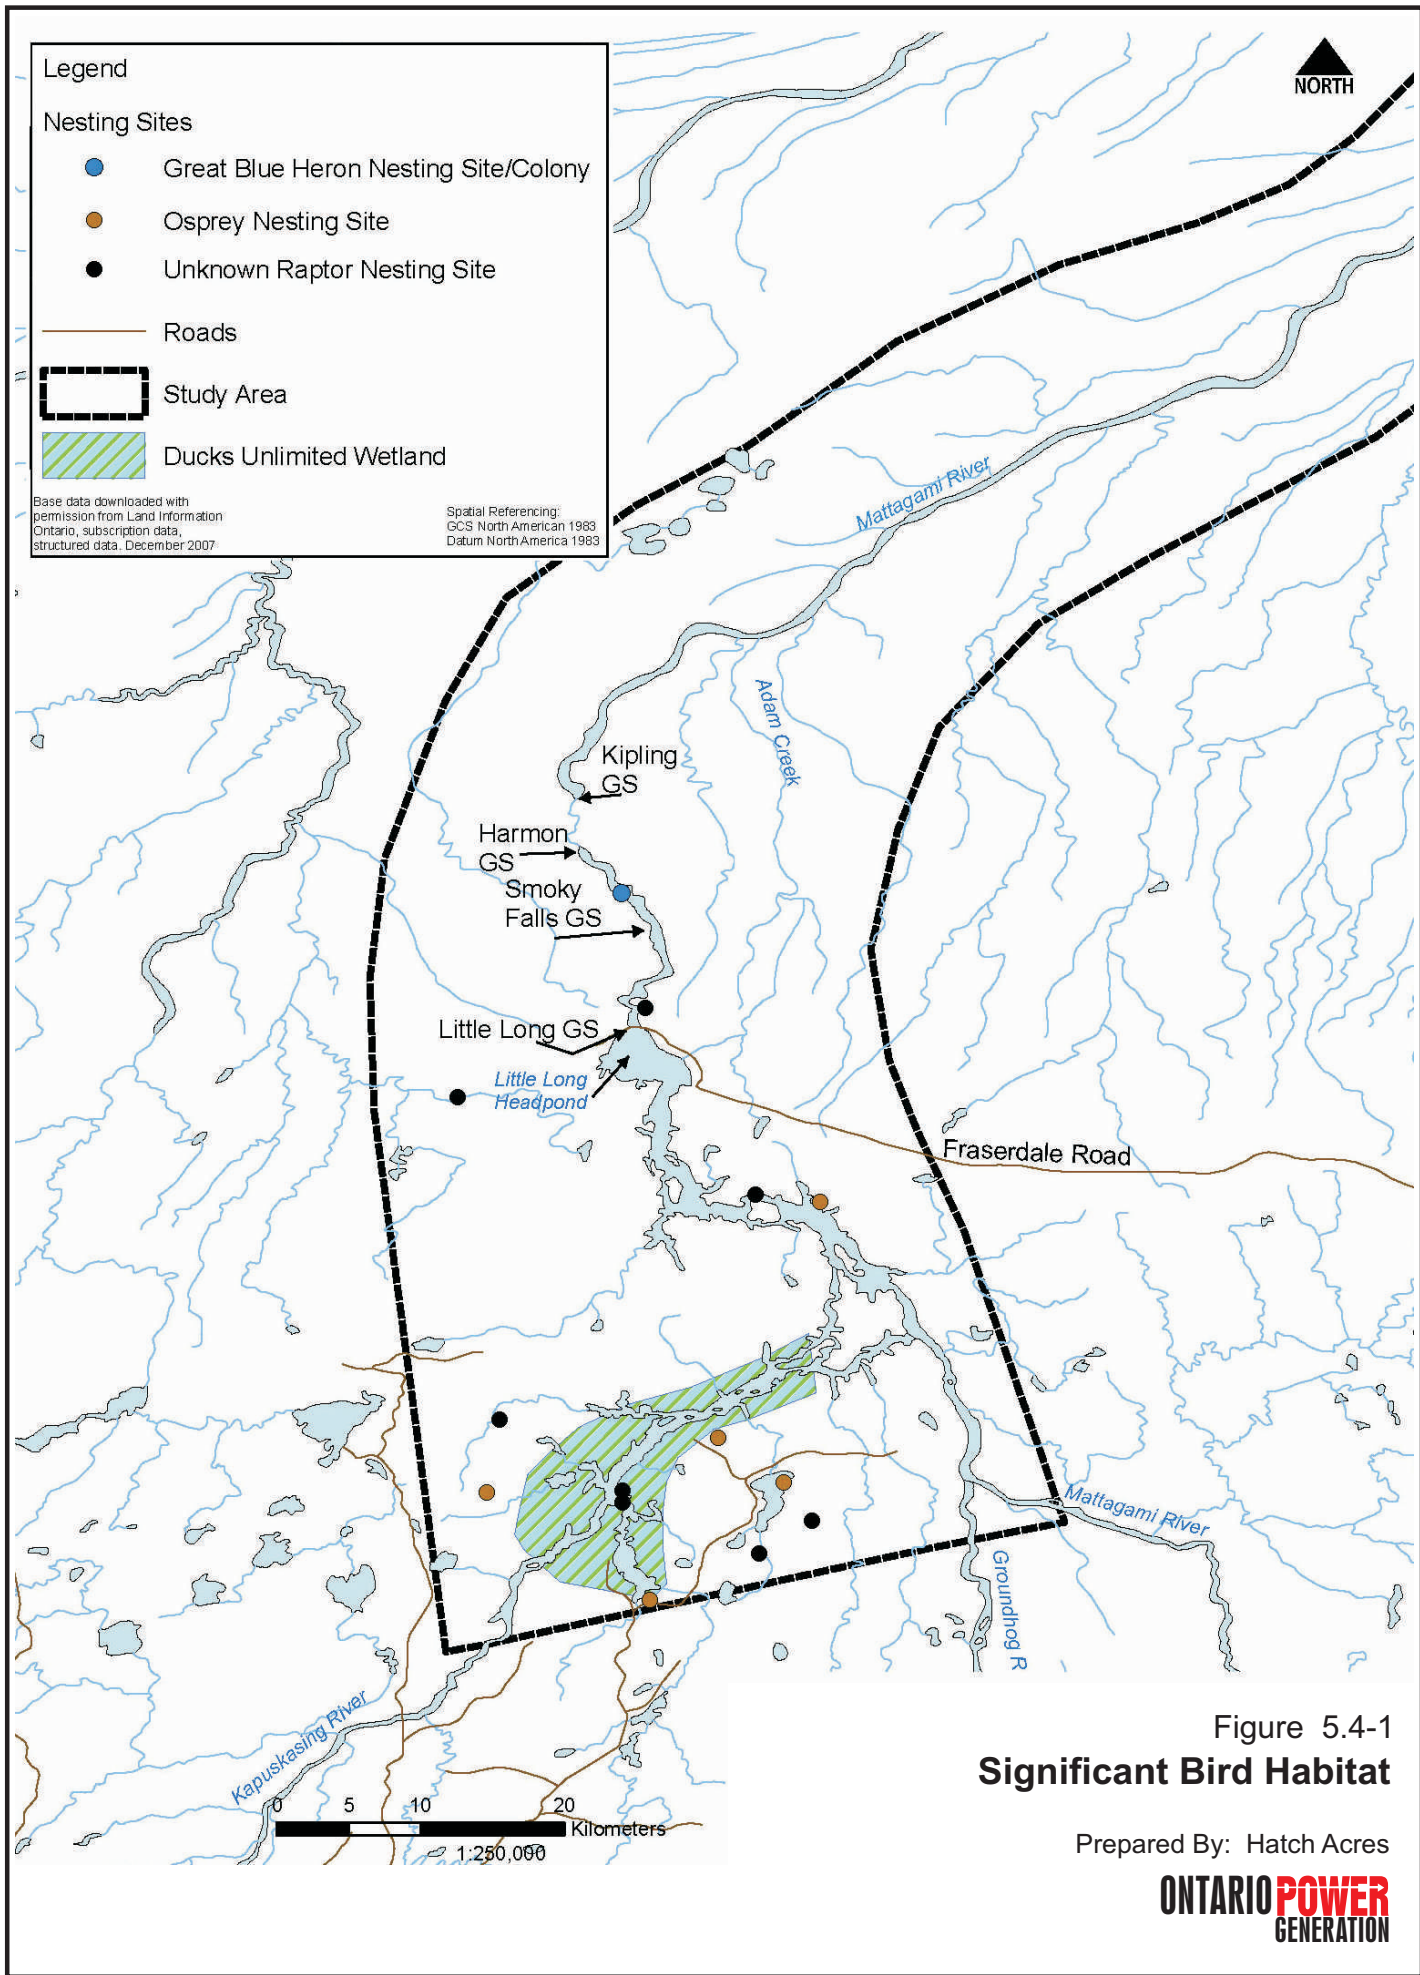 NORTH
Legend
Nesting Sites
Great Blue Heron Nesting Site/Colony
Osprey Nesting Site
Unknown Raptor Nesting Site
Roads
Study Area
Ducks Unlimited Wetland
Base data downloaded with
permission from Land Information
Ontario, subscription data,
structured data. December 2007
Spatial Referencing:
GCS North American 1983
Datum North America 1983
Mattagami River
Adam Creek
Kipling
GS
Harmon
GS
Smoky
Falls GS
Little Long GS
Little Long
Headpond
Fraserdale Road
Mattagami River
Groundhog R
Kapuskasing River
0 5 10 20
Kilometers
1:250,000
Figure 5.4-1
Significant Bird Habitat
Prepared By: Hatch Acres
ONTARIO POWER
GENERATION